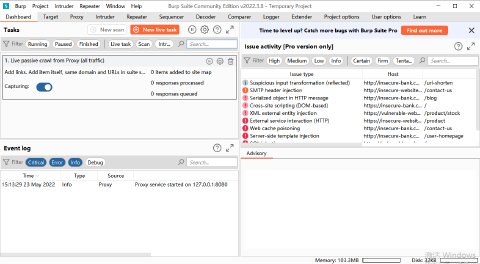 Burp Project Intruder Repeater Window Help
Burp Suite Community Edition v2022.3.8 - Temporary Project
Dashboard Target Proxy Intruder Repeater Sequencer Decoder Comparer Logger Extender Project options User options Learn
Tasks
New scan
New live task
Filter Running Paused Finished Live task Scan Intr... Search...
1. Live passive crawl from Proxy (all traffic)
Add links. Add item itself, same domain and URLs in suite s...
0 items added to site map
0 responses processed
0 responses queued
Capturing:
Event log
Filter Critical Error Info Debug Search...
Time Type Source Message
15:13:29 23 May 2022 Info Proxy Proxy service started on 127.0.0.1:8080
Time to level up? Catch more bugs with Burp Suite Pro
Find out more
Issue activity [Pro version only]
Filter High Medium Low Info Certain Firm Tenta... Search...
Issue type Host
Suspicious input transformation (reflected) http://insecure-bank.c... /url-shorten
SMTP header injection http://insecure-website... /contact-us
Serialized object in HTTP message http://insecure-bank.c... /blog
Cross-site scripting (DOM-based) https://insecure-bank.... /
XML external entity injection https://vulnerable-web... /product/stock
External service interaction (HTTP) https://insecure-websit... /product
Web cache poisoning http://insecure-bank.c... /contact-us
Server-side template injection http://insecure-bank.c... /user-homepage
Advisory
激活 Windows
Memory: 103.3MB
Disk: 32KB